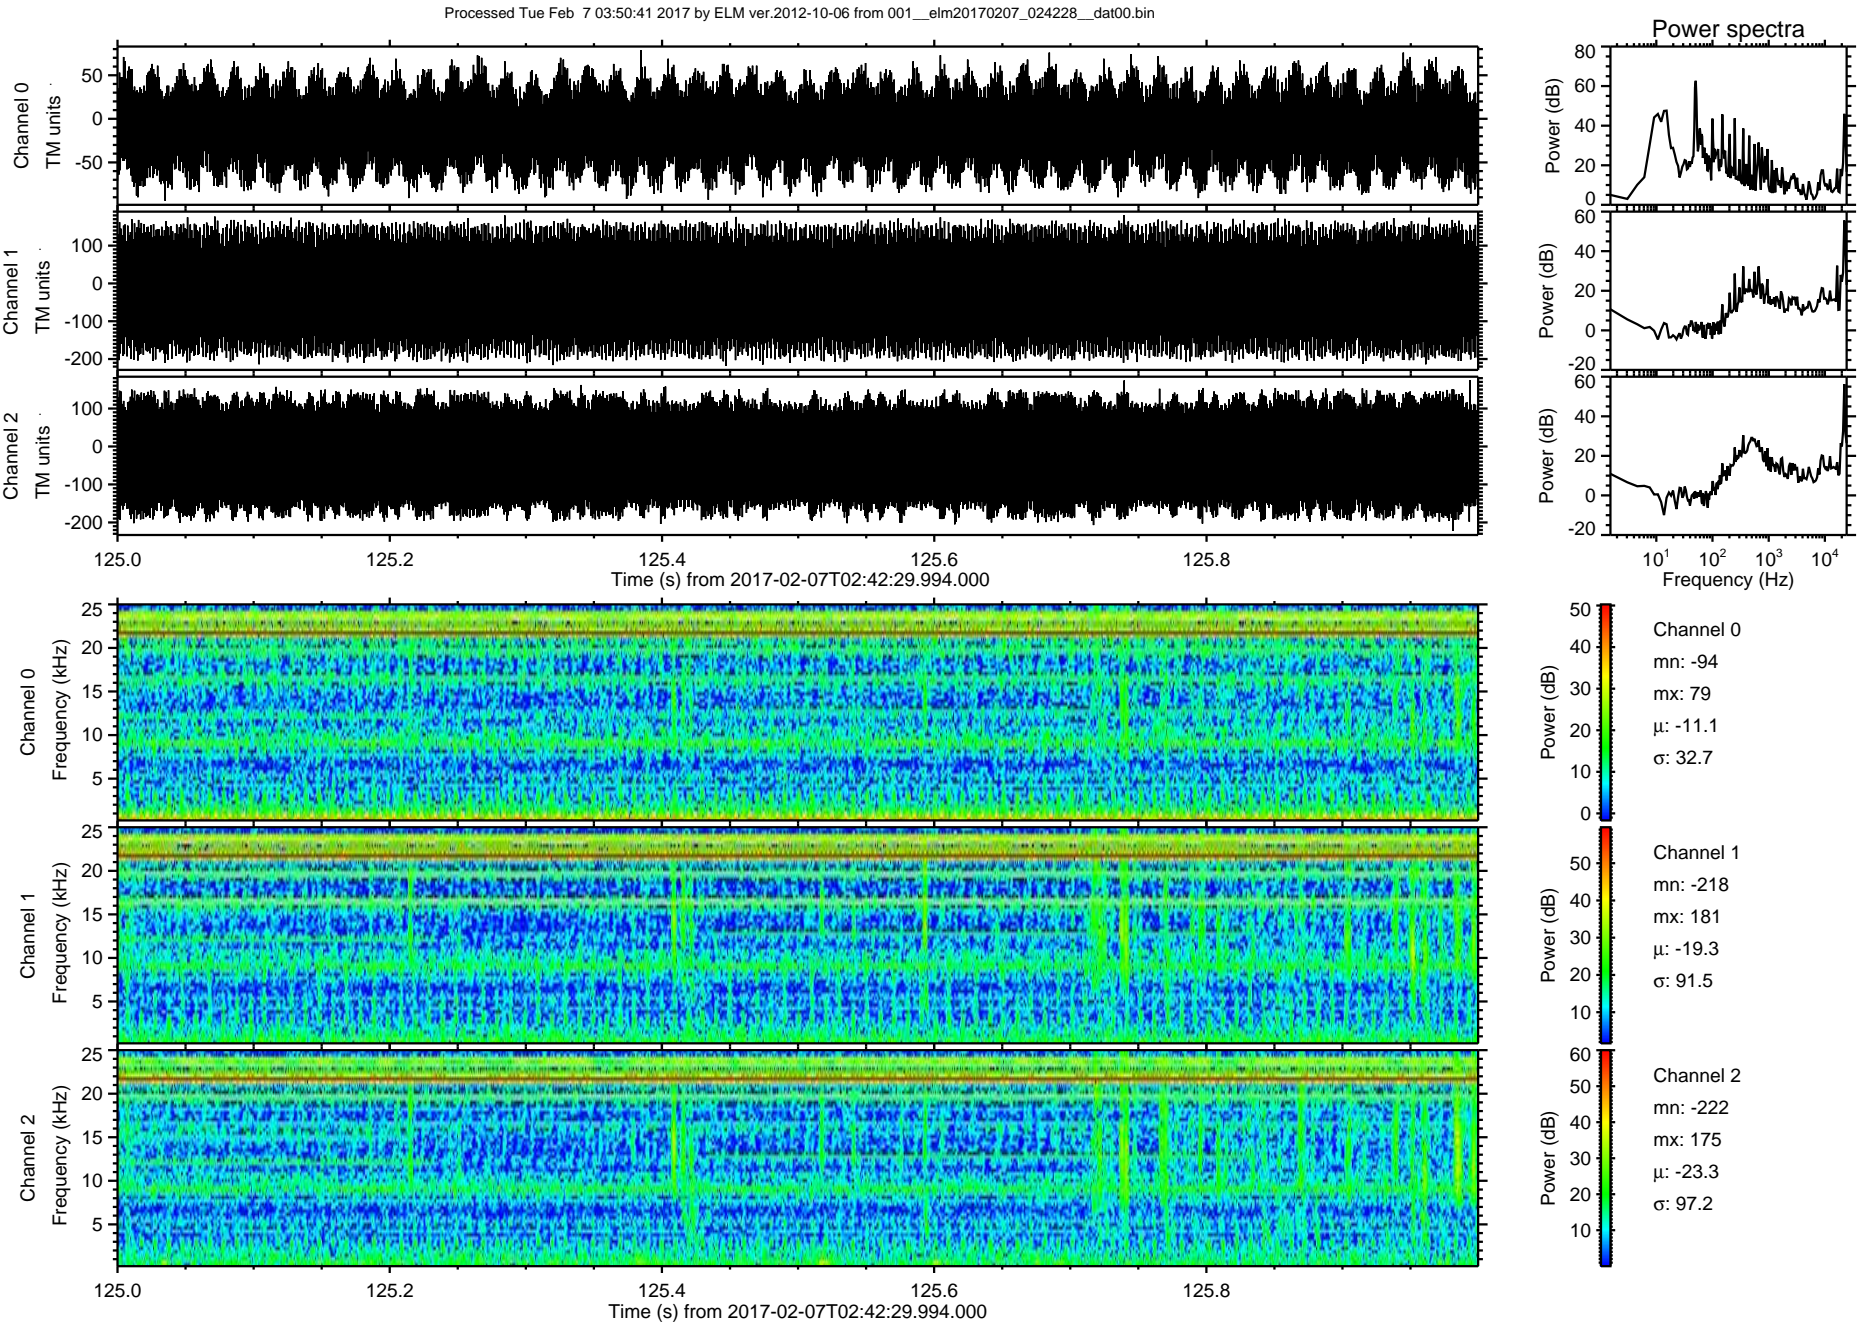 Processed Tue Feb  7 03:50:41 2017 by ELM ver.2012-10-06 from 001__elm20170207_024228__dat00.bin
Power spectra
Channel 0
TM units
50
0
-50
Power (dB)
80
60
40
20
0
Channel 1
TM units
100
0
-100
-200
Power (dB)
60
40
20
0
-20
Channel 2
TM units
100
0
-100
-200
Power (dB)
60
40
20
0
-20
125.0 125.2 125.4 125.6 125.8
Time (s) from 2017-02-07T02:42:29.994.000
10¹ 10² 10³ 10⁴
Frequency (Hz)
Channel 0
Frequency (kHz)
25
20
15
10
5
Power (dB)
50
40
30
20
10
0
Channel 0
mn: -94
mx: 79
μ: -11.1
σ: 32.7
Channel 1
Frequency (kHz)
25
20
15
10
5
Power (dB)
50
40
30
20
10
Channel 1
mn: -218
mx: 181
μ: -19.3
σ: 91.5
Channel 2
Frequency (kHz)
25
20
15
10
5
Power (dB)
60
50
40
30
20
10
Channel 2
mn: -222
mx: 175
μ: -23.3
σ: 97.2
125.0 125.2 125.4 125.6 125.8
Time (s) from 2017-02-07T02:42:29.994.000